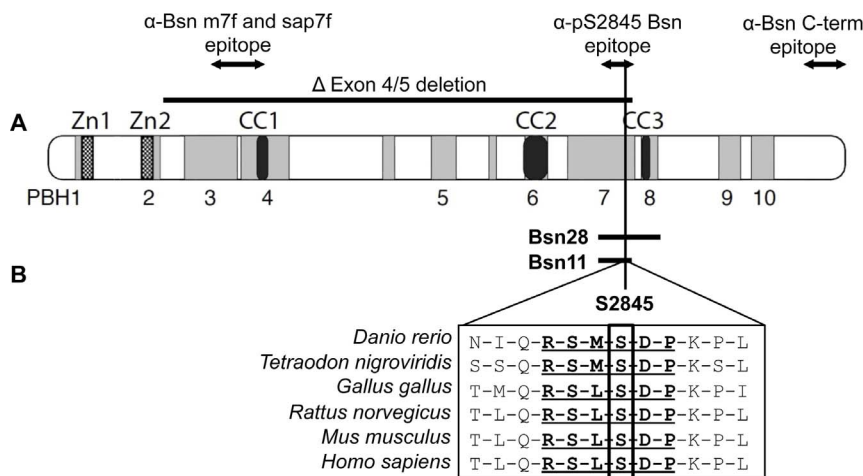 α-Bsn m7f and sap7f
epitope
α-pS2845 Bsn
epitope
α-Bsn C-term
epitope
Δ Exon 4/5 deletion
A
Zn1 Zn2 CC1 CC2 CC3
PBH1 2 3 4 5 6 7 8 9 10
Bsn28
Bsn11
B
S2845
Danio rerio N-I-Q-R-S-M-S-D-P-K-P-L
Tetraodon nigroviridis S-S-Q-R-S-M-S-D-P-K-S-L
Gallus gallus T-M-Q-R-S-L-S-D-P-K-P-I
Rattus norvegicus T-L-Q-R-S-L-S-D-P-K-P-L
Mus musculus T-L-Q-R-S-L-S-D-P-K-P-L
Homo sapiens T-L-Q-R-S-L-S-D-P-K-P-L